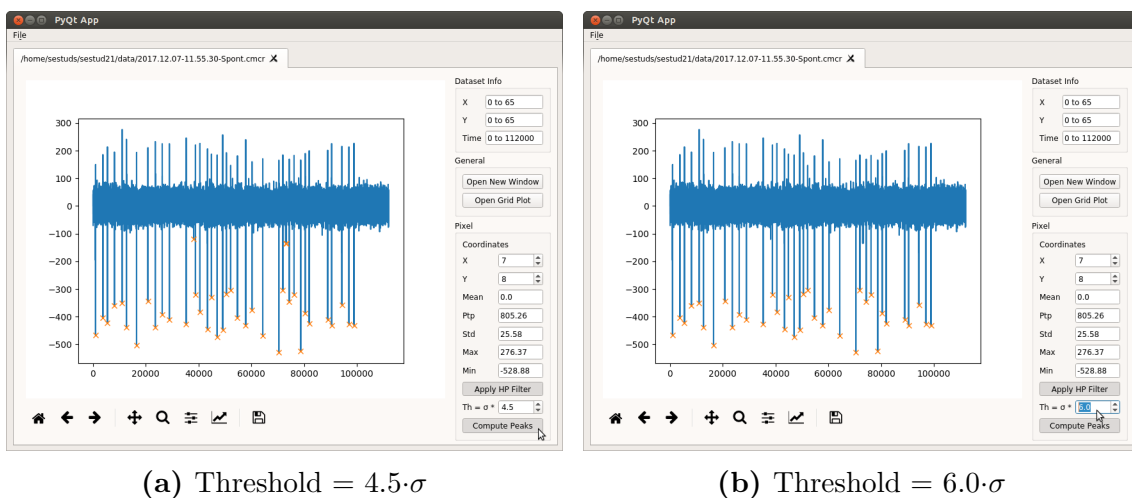 PyQt App
File
/home/sestuds/sestud21/data/2017.12.07-11.55.30-Spont.cmcr
Dataset Info
X 0 to 65
Y 0 to 65
Time 0 to 112000
General
Open New Window
Open Grid Plot
Pixel
Coordinates
X 7
Y 8
Mean 0.0
Ptp 805.26
Std 25.58
Max 276.37
Min -528.88
Apply HP Filter
Th = σ * 4.5
Compute Peaks
300
200
100
0
−100
−200
−300
−400
−500
0 20000 40000 60000 80000 100000
(a) Threshold = 4.5·σ
PyQt App
File
/home/sestuds/sestud21/data/2017.12.07-11.55.30-Spont.cmcr
Dataset Info
X 0 to 65
Y 0 to 65
Time 0 to 112000
General
Open New Window
Open Grid Plot
Pixel
Coordinates
X 7
Y 8
Mean 0.0
Ptp 805.26
Std 25.58
Max 276.37
Min -528.88
Apply HP Filter
Th = σ * 6.0
Compute Peaks
300
200
100
0
−100
−200
−300
−400
−500
0 20000 40000 60000 80000 100000
(b) Threshold = 6.0·σ